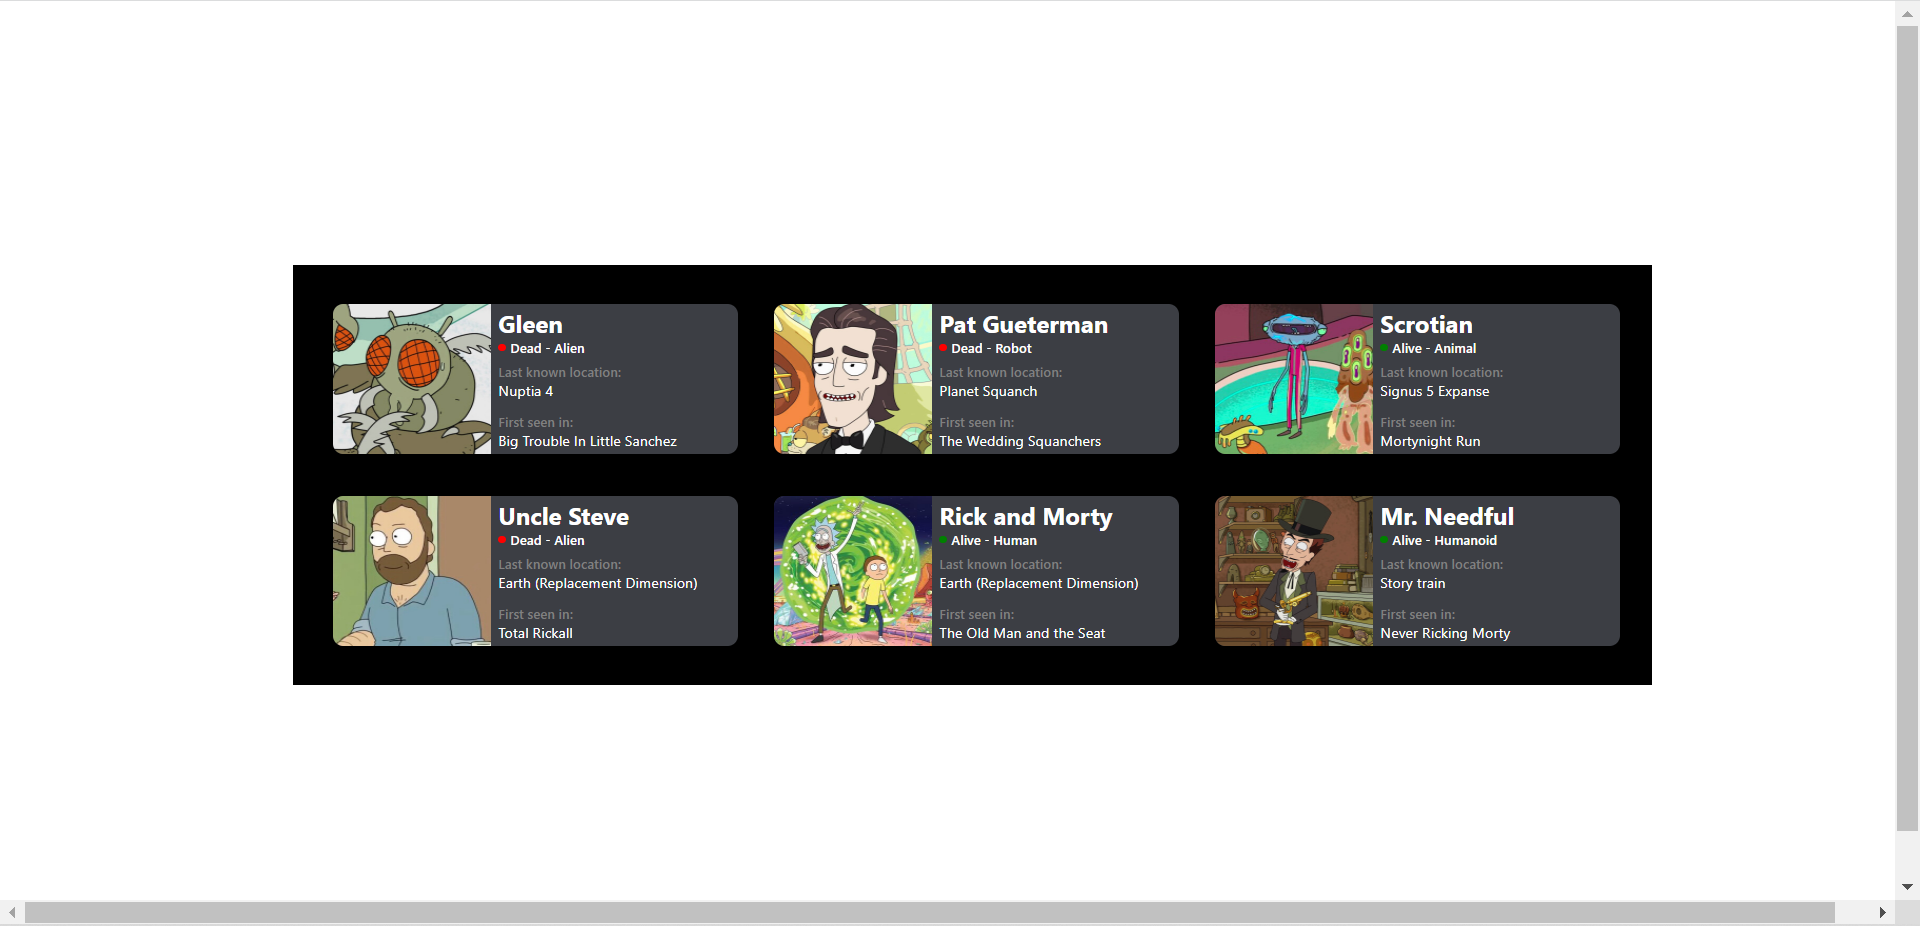 Gleen
Dead - Alien
Last known location:
Nuptia 4
First seen in:
Big Trouble In Little Sanchez
Pat Gueterman
Dead - Robot
Last known location:
Planet Squanch
First seen in:
The Wedding Squanchers
Scrotian
Alive - Animal
Last known location:
Signus 5 Expanse
First seen in:
Mortynight Run
Uncle Steve
Dead - Alien
Last known location:
Earth (Replacement Dimension)
First seen in:
Total Rickall
Rick and Morty
Alive - Human
Last known location:
Earth (Replacement Dimension)
First seen in:
The Old Man and the Seat
Mr. Needful
Alive - Humanoid
Last known location:
Story train
First seen in:
Never Ricking Morty